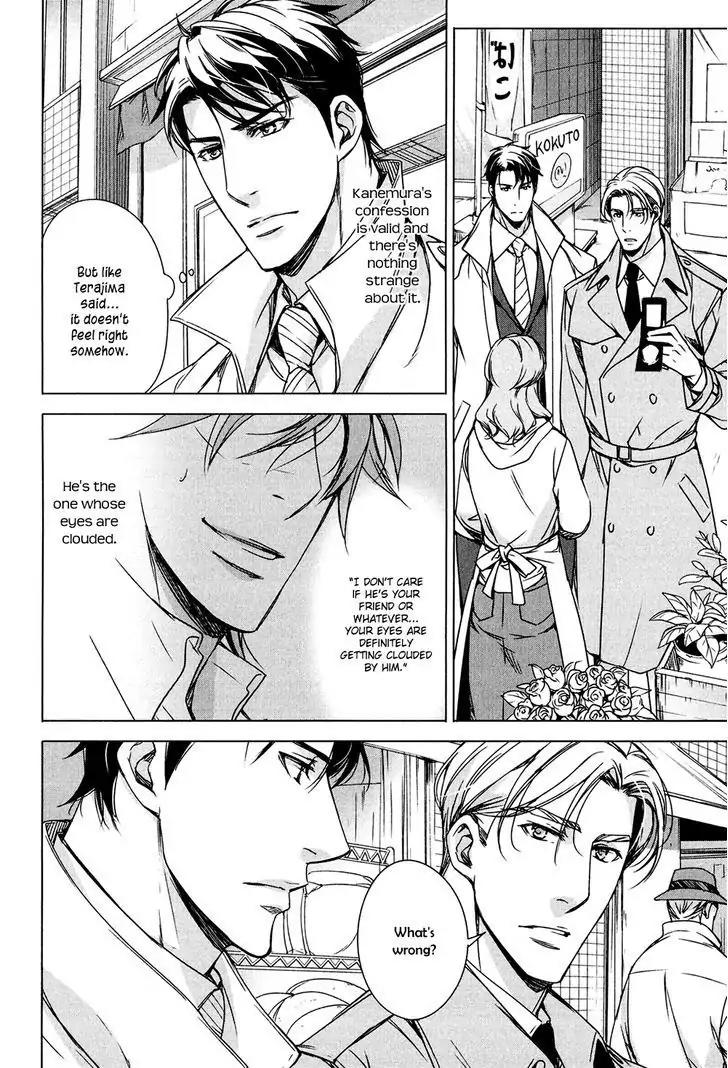 おこ
KOKUTO
Kanemura's
confession
is valid and
there's
nothing
strange
about it.
But like
Terajima
said...
it doesn't
feel right
somehow.
"I DON'T CARE
IF HE'S YOUR
FRIEND OR
WHATEVER...
YOUR EYES ARE
DEFINITELY
GETTING CLOUDED
BY HIM."
He's the
one whose
eyes are
clouded.
What's
wrong?